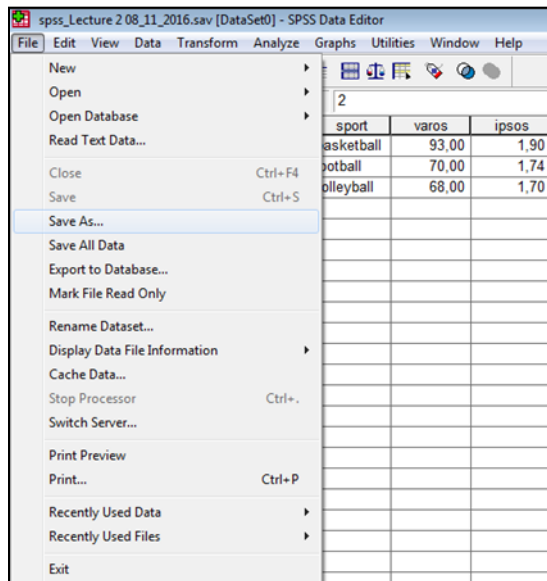 spss_Lecture 2 08_11_2016.sav [DataSet0] - SPSS Data Editor
File Edit View Data Transform Analyze Graphs Utilities Window Help
New
Open
Open Database
Read Text Data...
Close Ctrl+F4
Save Ctrl+S
Save As...
Save All Data
Export to Database...
Mark File Read Only
Rename Dataset...
Display Data File Information
Cache Data...
Stop Processor Ctrl+.
Switch Server...
Print Preview
Print... Ctrl+P
Recently Used Data
Recently Used Files
Exit
2
sport varos ipsos
asketball 93,00 1,90
ootball 70,00 1,74
olleyball 68,00 1,70